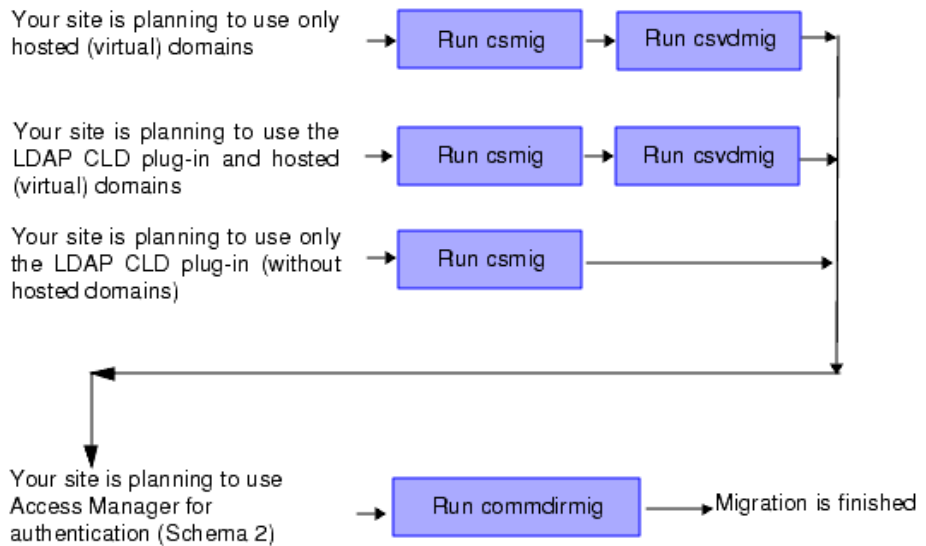 Your site is planning to use only
hosted (virtual) domains
Run csmig
Run csvdmig
Your site is planning to use the
LDAP CLD plug-in and hosted
(virtual) domains
Run csmig
Run csvdmig
Your site is planning to use only
the LDAP CLD plug-in (without
hosted domains)
Run csmig
Your site is planning to use
Access Manager for
authentication (Schema 2)
Run commdirmig
Migration is finished